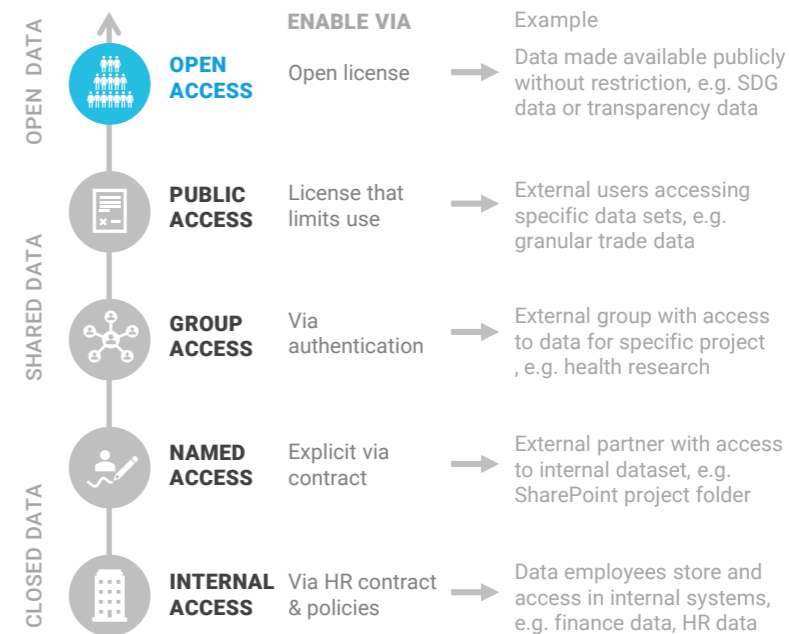 ENABLE VIA
Example
OPEN DATA
OPEN
ACCESS
Open license
Data made available publicly
without restriction, e.g. SDG
data or transparency data
SHARED DATA
PUBLIC
ACCESS
License that
limits use
External users accessing
specific data sets, e.g.
granular trade data
GROUP
ACCESS
Via
authentication
External group with access
to data for specific project
, e.g. health research
CLOSED DATA
NAMED
ACCESS
Explicit via
contract
External partner with access
to internal dataset, e.g.
SharePoint project folder
INTERNAL
ACCESS
Via HR contract
& policies
Data employees store and
access in internal systems,
e.g. finance data, HR data